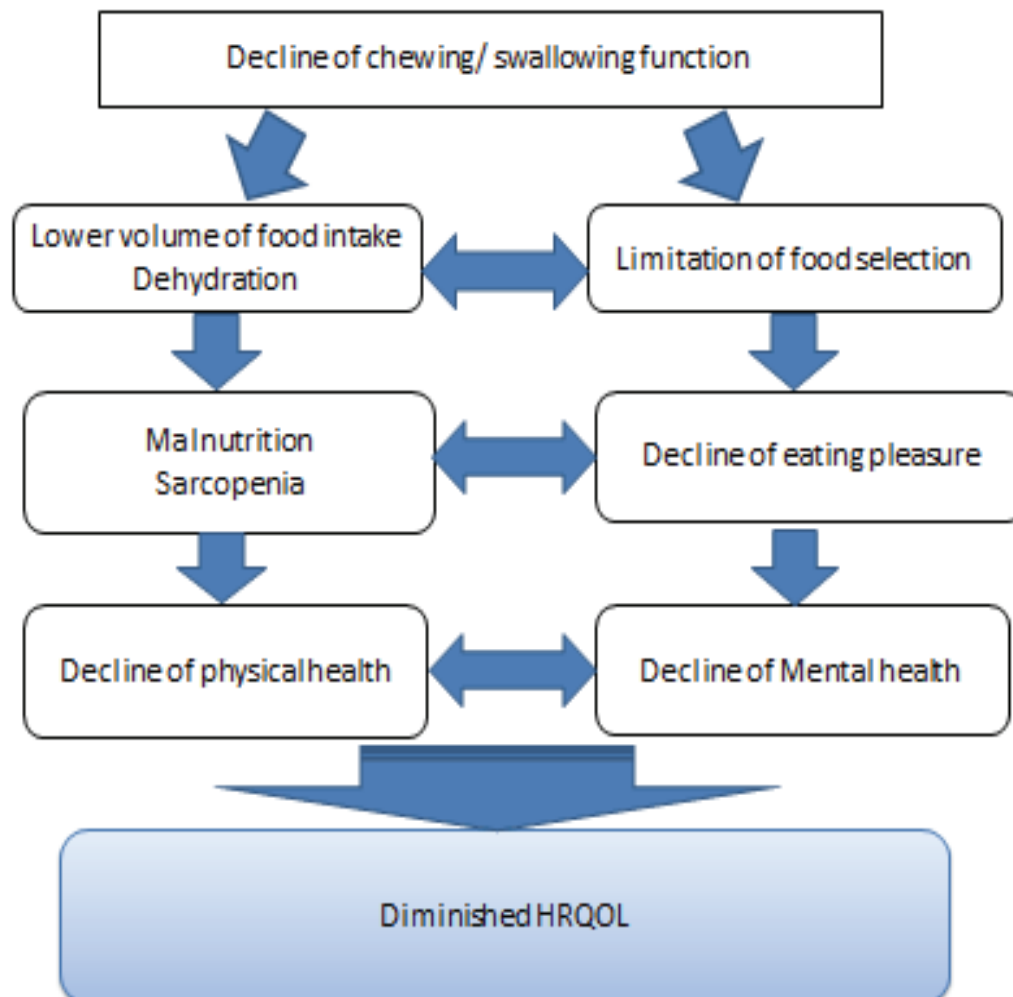 Decline of chewing/ swallowing function
Lower volume of food intake
Dehydration
Limitation of food selection
Malnutrition
Sarcopenia
Decline of eating pleasure
Decline of physical health
Decline of Mental health
Diminished HRQOL